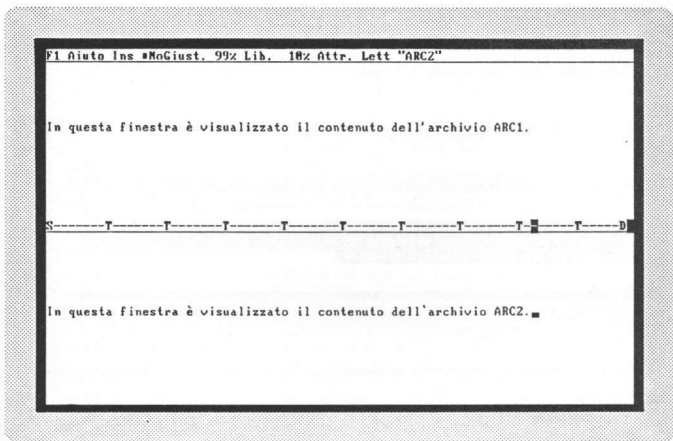 F1 Aiuto Ins *NoGiust. 99% Lib. 10% Attr. Lett "ARC2"
In questa finestra è visualizzato il contenuto dell'archivio ARC1.
S------T-------T-------T-------T-------T-------T-------T-------T-------T-----D
In questa finestra è visualizzato il contenuto dell`archivio ARC2.